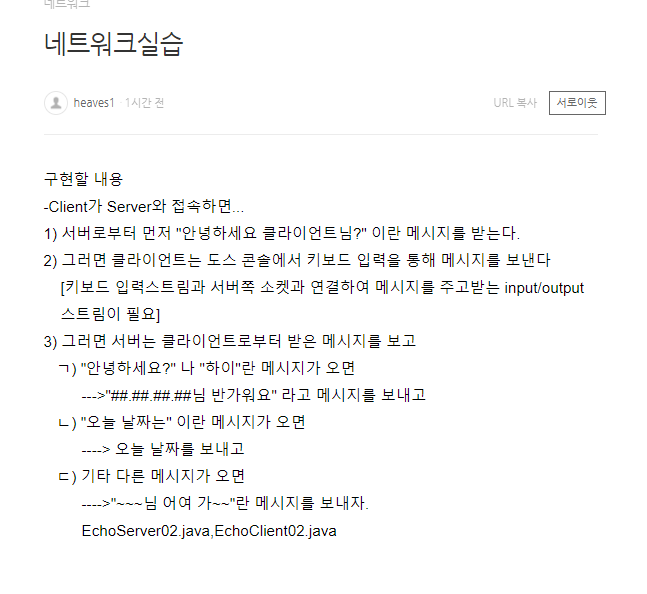 네트워크
네트워크실습
heaves1 · 1시간 전
URL 복사 서로이웃
구현할 내용
-Client가 Server와 접속하면...
1) 서버로부터 먼저 "안녕하세요 클라이언트님?" 이란 메시지를 받는다.
2) 그러면 클라이언트는 도스 콘솔에서 키보드 입력을 통해 메시지를 보낸다
[키보드 입력스트림과 서버쪽 소켓과 연결하여 메시지를 주고받는 input/output
스트림이 필요]
3) 그러면 서버는 클라이언트로부터 받은 메시지를 보고
ㄱ) "안녕하세요?" 나 "하이"란 메시지가 오면
--->"##.##.##.##님 반가워요" 라고 메시지를 보내고
ㄴ) "오늘 날짜는" 이란 메시지가 오면
----> 오늘 날짜를 보내고
ㄷ) 기타 다른 메시지가 오면
---->"~~~님 어여 가~~"란 메시지를 보내자.
EchoServer02.java,EchoClient02.java